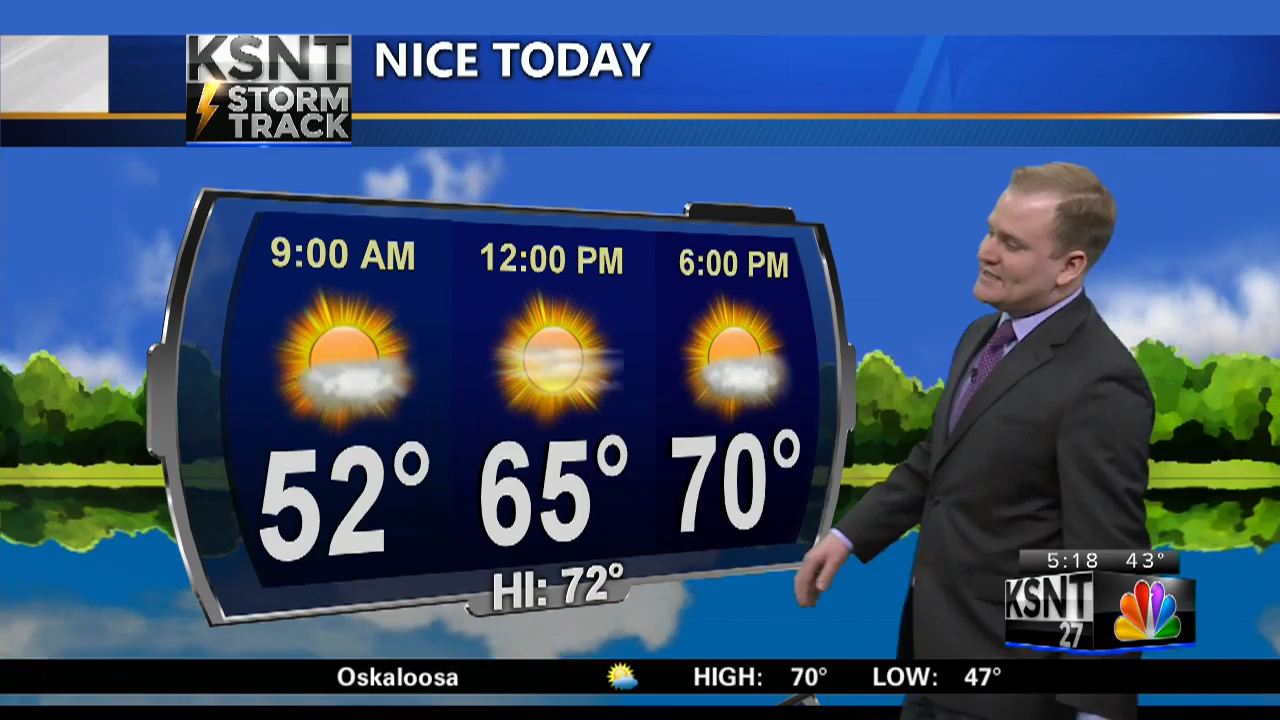 KSNT
STORM
TRACK
NICE TODAY
9:00 AM 12:00 PM 6:00 PM
52° 65° 70°
HI: 72°
5:18 43°
KSNT
27
Oskaloosa HIGH: 70° LOW: 47°